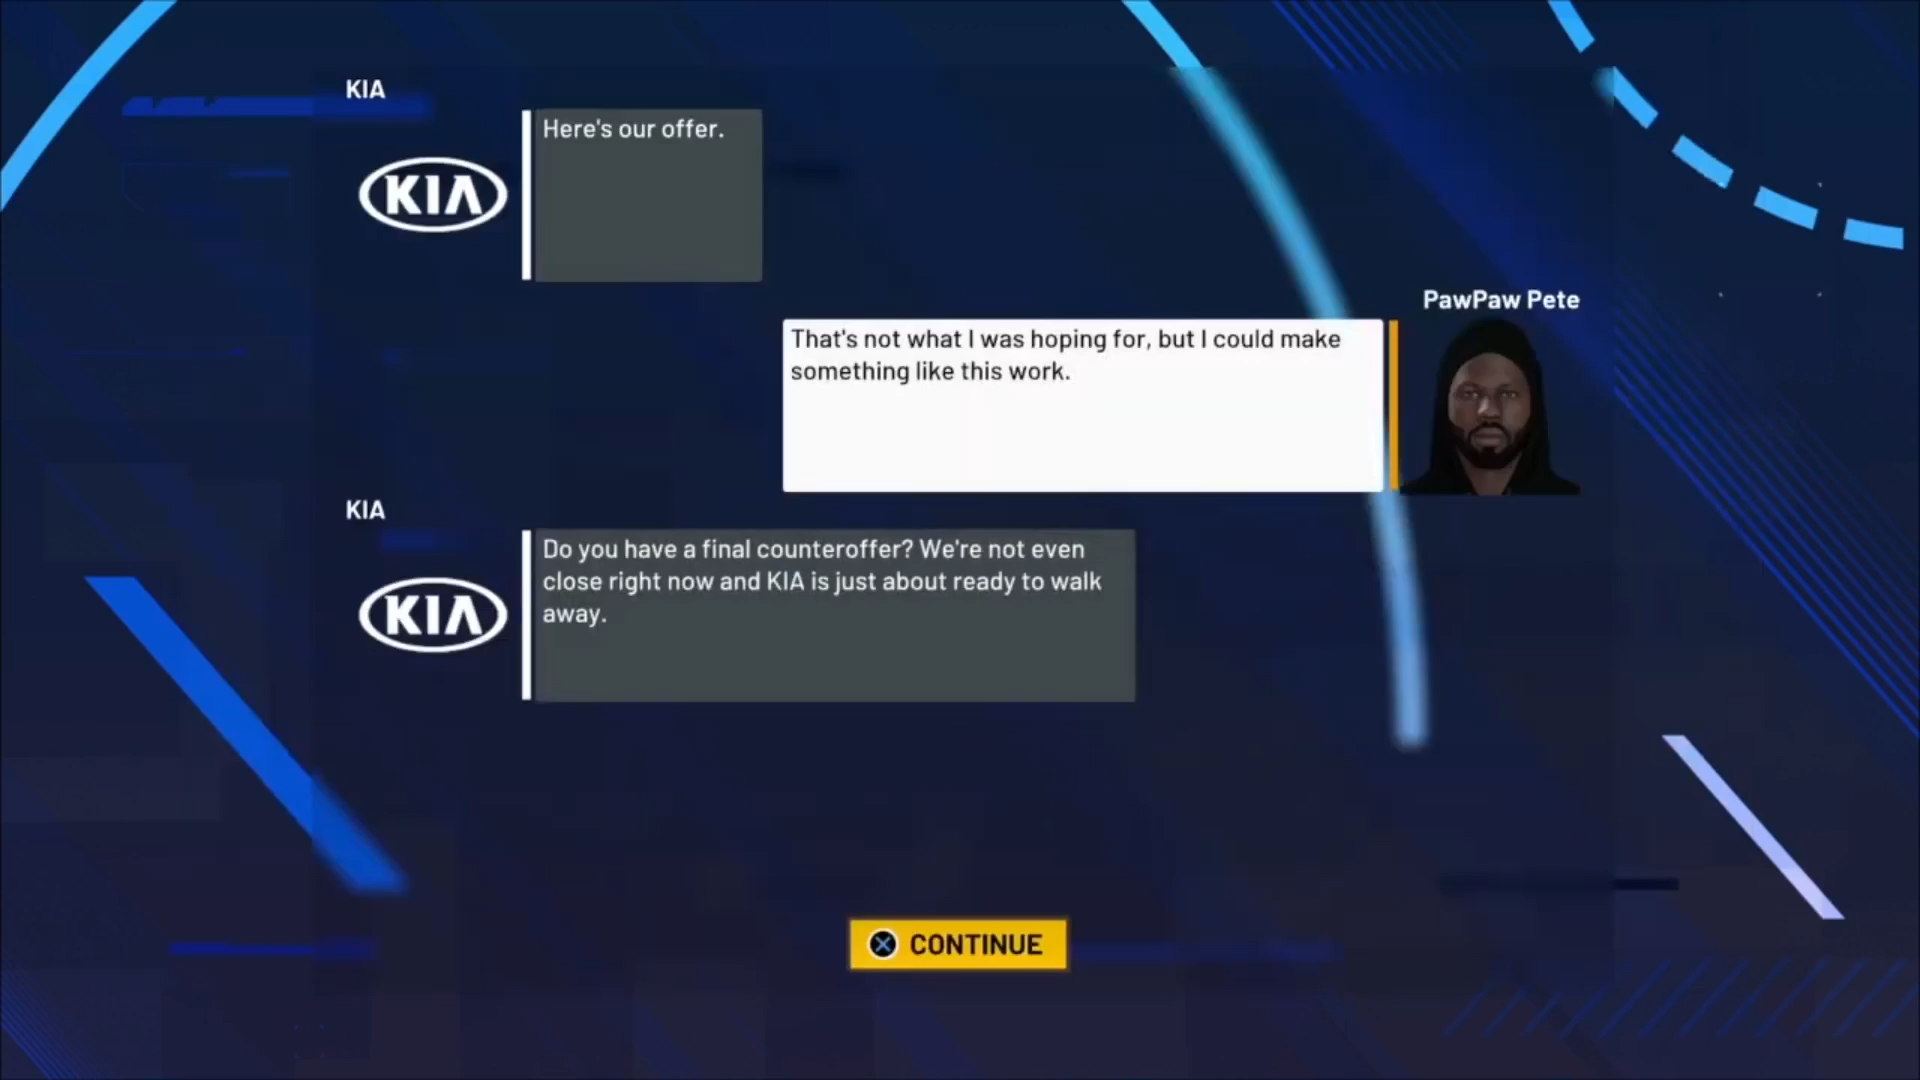 KIA
KIA
Here's our offer.
PawPaw Pete
That's not what I was hoping for, but I could make
something like this work.
KIA
KIA
Do you have a final counteroffer? We're not even
close right now and KIA is just about ready to walk
away.
CONTINUE